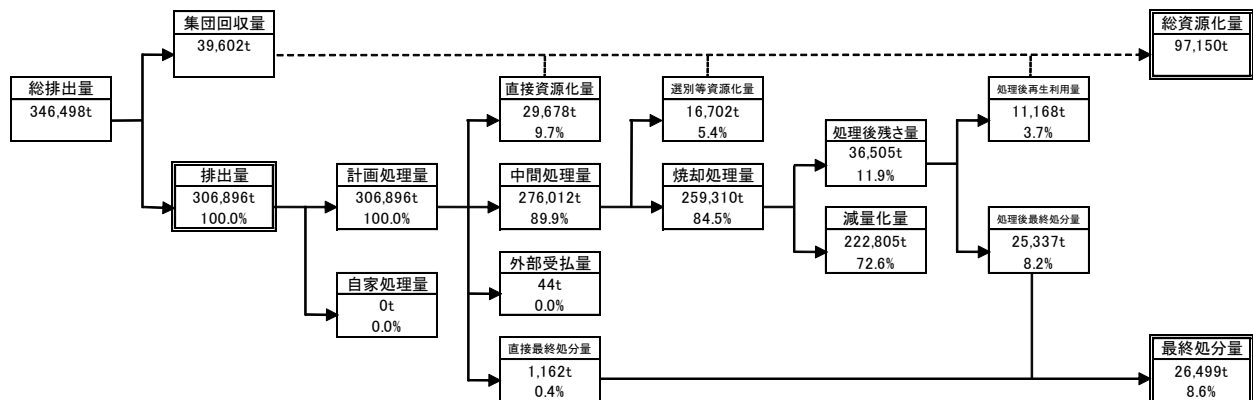 集団回収量
39,602t
総資源化量
97,150t
総排出量
346,498t
直接資源化量
29,678t
9.7%
選別等資源化量
16,702t
5.4%
処理後再生利用量
11,168t
3.7%
処理後残さ量
36,505t
11.9%
排出量
306,896t
100.0%
計画処理量
306,896t
100.0%
中間処理量
276,012t
89.9%
焼却処理量
259,310t
84.5%
減量化量
222,805t
72.6%
処理後最終処分量
25,337t
8.2%
外部受払量
44t
0.0%
自家処理量
0t
0.0%
直接最終処分量
1,162t
0.4%
最終処分量
26,499t
8.6%